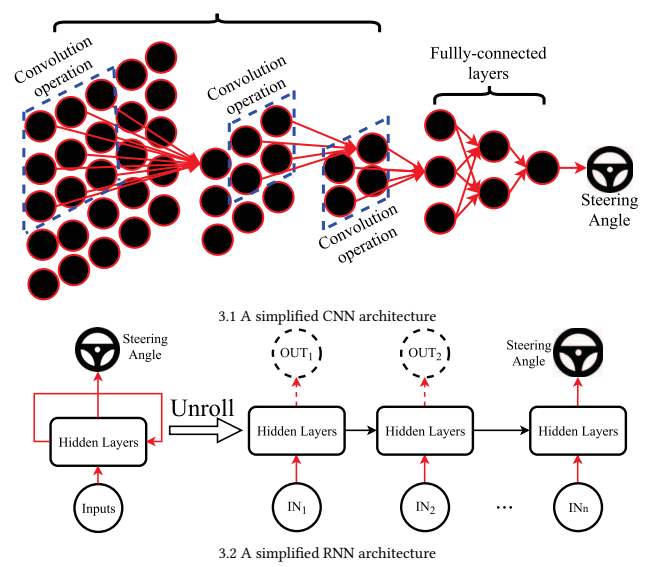 Convolution
operation
Convolution
operation
Fullly-connected
layers
Convolution
operation
Steering
Angle
3.1 A simplified CNN architecture
Steering
Angle
Hidden Layers
Inputs
Unroll
OUT1
OUT2
Steering
Angle
Hidden Layers
Hidden Layers
Hidden Layers
IN1
IN2
...
INn
3.2 A simplified RNN architecture